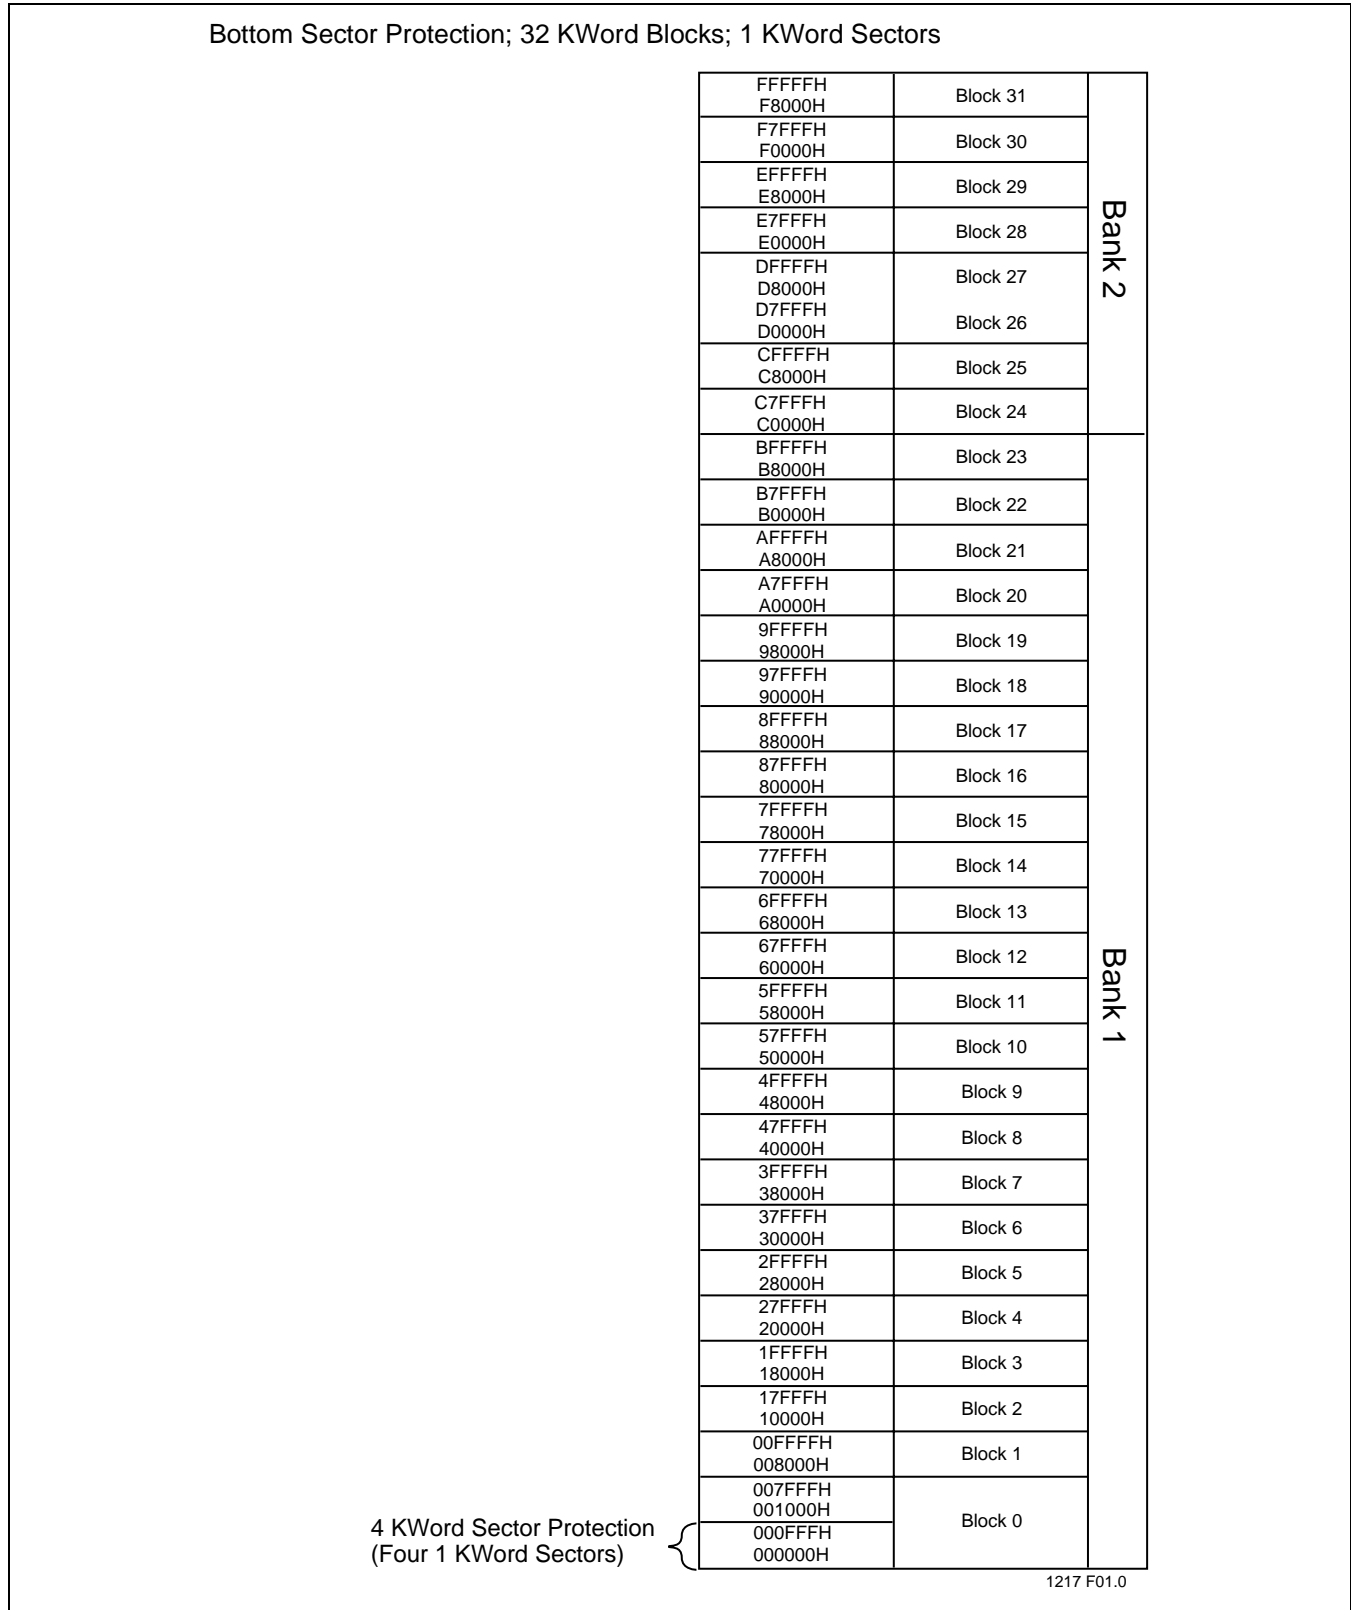 Bottom Sector Protection; 32 KWord Blocks; 1 KWord Sectors
FFFFFH
F8000H
Block 31
F7FFFH
F0000H
Block 30
EFFFFH
E8000H
Block 29
E7FFFH
E0000H
Block 28
DFFFFH
D8000H
Block 27
D7FFFH
D0000H
Block 26
CFFFFH
C8000H
Block 25
C7FFFH
C0000H
Block 24
Bank 2
BFFFFH
B8000H
Block 23
B7FFFH
B0000H
Block 22
AFFFFH
A8000H
Block 21
A7FFFH
A0000H
Block 20
9FFFFH
98000H
Block 19
97FFFH
90000H
Block 18
8FFFFH
88000H
Block 17
87FFFH
80000H
Block 16
7FFFFH
78000H
Block 15
77FFFH
70000H
Block 14
6FFFFH
68000H
Block 13
67FFFH
60000H
Block 12
5FFFFH
58000H
Block 11
57FFFH
50000H
Block 10
4FFFFH
48000H
Block 9
47FFFH
40000H
Block 8
3FFFFH
38000H
Block 7
37FFFH
30000H
Block 6
2FFFFH
28000H
Block 5
27FFFH
20000H
Block 4
1FFFFH
18000H
Block 3
17FFFH
10000H
Block 2
00FFFFH
008000H
Block 1
007FFFH
001000H
000FFFH
000000H
Block 0
Bank 1
4 KWord Sector Protection
(Four 1 KWord Sectors)
1217 F01.0